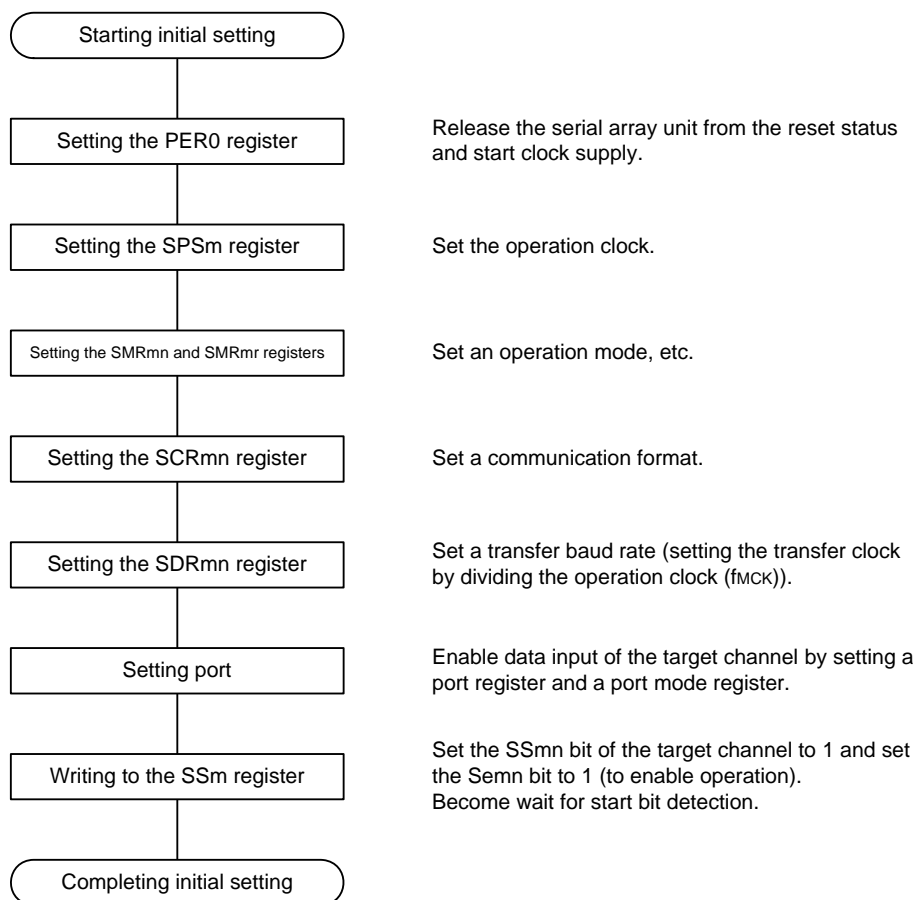 Starting initial setting
Setting the PER0 register
Release the serial array unit from the reset status
and start clock supply.
Setting the SPSm register
Set the operation clock.
Setting the SMRmn and SMRmr registers
Set an operation mode, etc.
Setting the SCRmn register
Set a communication format.
Setting the SDRmn register
Set a transfer baud rate (setting the transfer clock
by dividing the operation clock (fMCK)).
Setting port
Enable data input of the target channel by setting a
port register and a port mode register.
Writing to the SSm register
Set the SSmn bit of the target channel to 1 and set
the Semn bit to 1 (to enable operation).
Become wait for start bit detection.
Completing initial setting